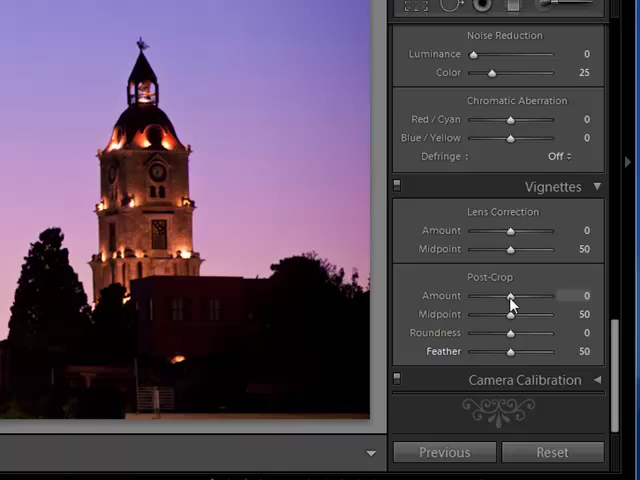 Noise Reduction
Luminance 0
Color 25
Chromatic Aberration
Red / Cyan 0
Blue / Yellow 0
Defringe : Off
Vignettes
Lens Correction
Amount 0
Midpoint 50
Post-Crop
Amount 0
Midpoint 50
Roundness 0
Feather 50
Camera Calibration
Previous Reset